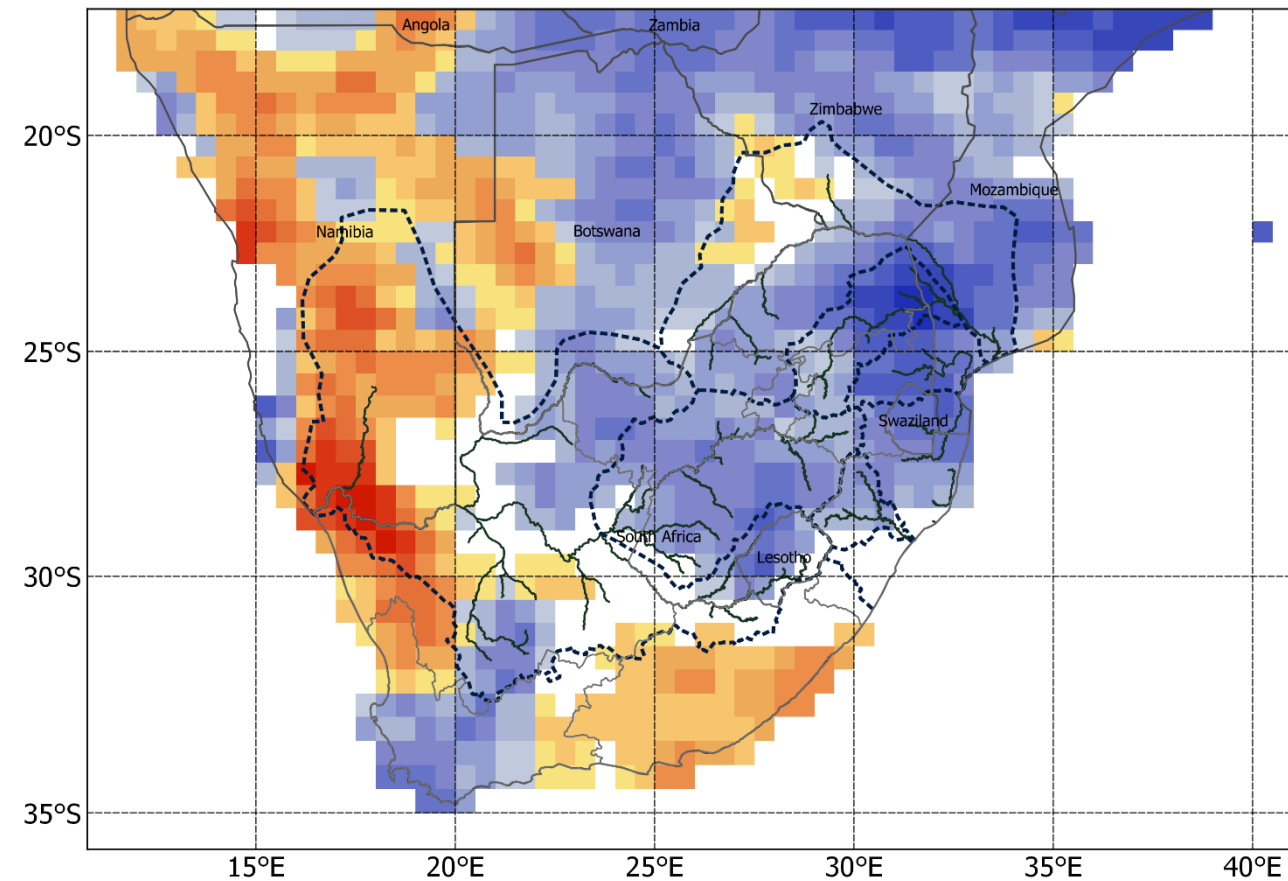 Angola
Zambia
Zimbabwe
20°S
Mozambique
Namibia
Botswana
25°S
Swaziland
South Africa
Lesotho
30°S
35°S
15°E
20°E
25°E
30°E
35°E
40°E